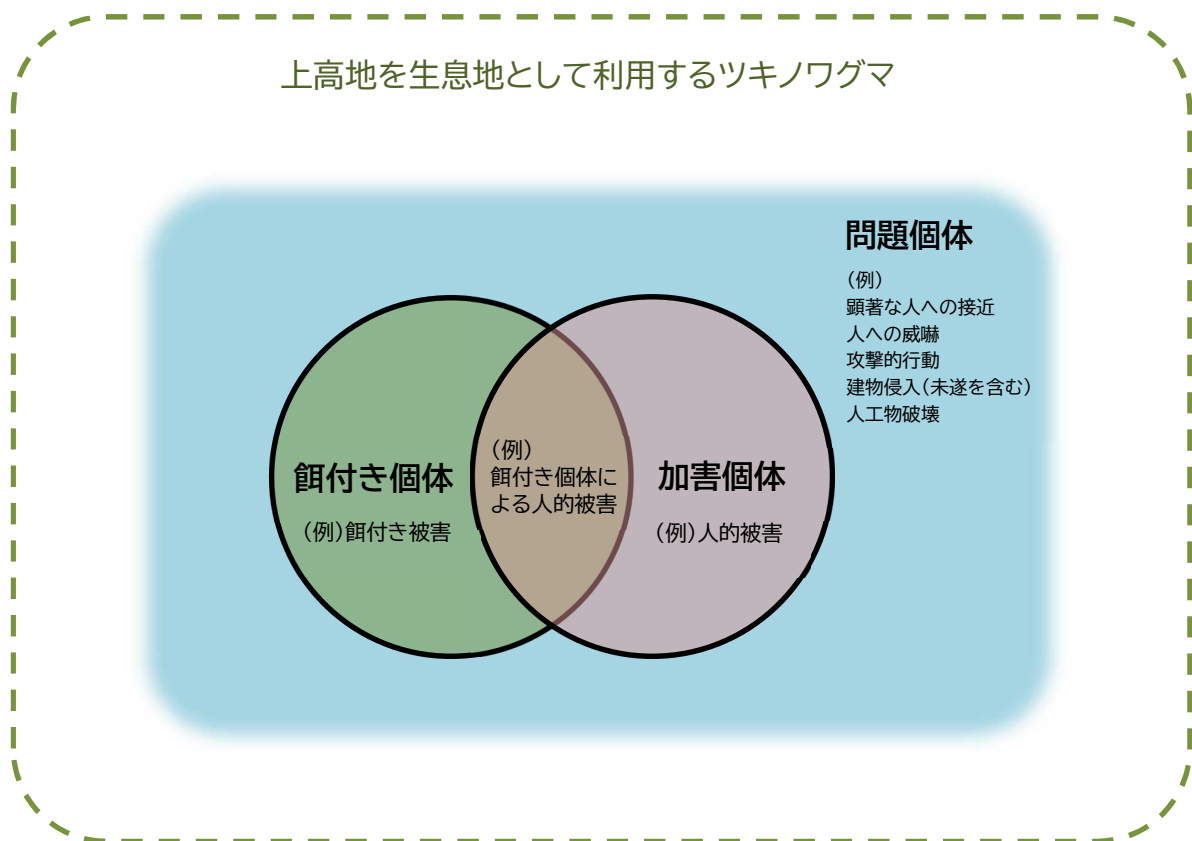 上高地を生息地として利用するツキノワグマ
問題個体
(例)
顕著な人への接近
人への威嚇
攻撃的行動
建物侵入(未遂を含む)
人工物破壊
餌付き個体
(例)餌付き被害
(例)
餌付き個体に
よる人的被害
加害個体
(例)人的被害